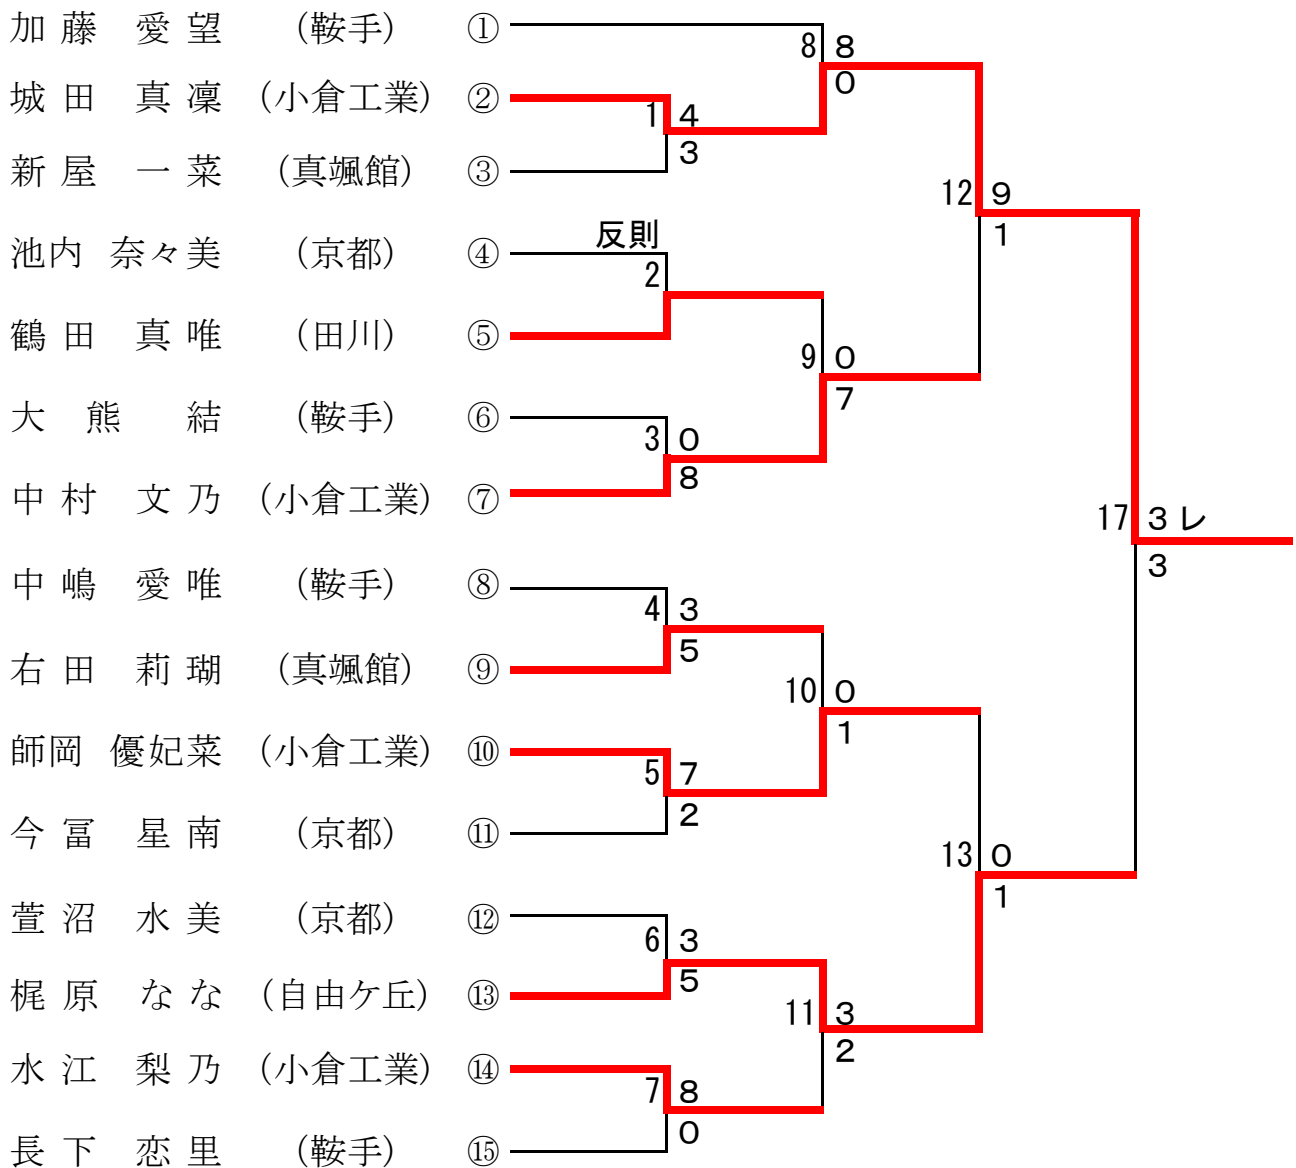 加藤 愛望 (鞍手) ①
城田 真凜 (小倉工業) ②
新屋 一菜 (真颯館) ③
池内 奈々美 (京都) ④
鶴田 真唯 (田川) ⑤
大熊 結 (鞍手) ⑥
中村 文乃 (小倉工業) ⑦
中嶋 愛唯 (鞍手) ⑧
右田 莉瑚 (真颯館) ⑨
師岡 優妃菜 (小倉工業) ⑩
今冨 星南 (京都) ⑪
萱沼 水美 (京都) ⑫
梶原 なな (自由ケ丘) ⑬
水江 梨乃 (小倉工業) ⑭
長下 恋里 (鞍手) ⑮
1 4
3
反則
2
3 0
8
4 3
5
5 7
2
6 3
5
7 8
0
8 8
0
9 0
7
10 0
1
11 3
2
12 9
1
13 0
1
17 3 レ
3